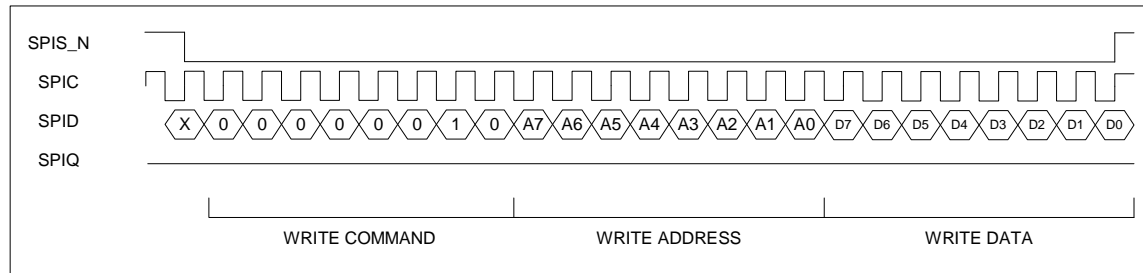 SPIS_N
SPIC
SPID X 0 0 0 0 0 0 1 0 A7 A6 A5 A4 A3 A2 A1 A0 D7 D6 D5 D4 D3 D2 D1 D0
SPIQ
WRITE COMMAND WRITE ADDRESS WRITE DATA